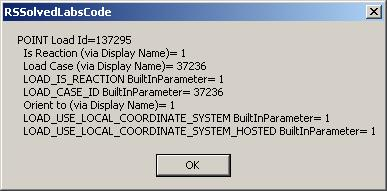 RSSolvedLabsCode
POINT Load Id=137295
Is Reaction (via Display Name)= 1
Load Case (via Display Name)= 37236
LOAD_IS_REACTION BuiltInParameter= 1
LOAD_CASE_ID BuiltInParameter= 37236
Orient to (via Display Name)= 1
LOAD_USE_LOCAL_COORDINATE_SYSTEM BuiltInParameter= 1
LOAD_USE_LOCAL_COORDINATE_SYSTEM_HOSTED BuiltInParameter= 1
OK